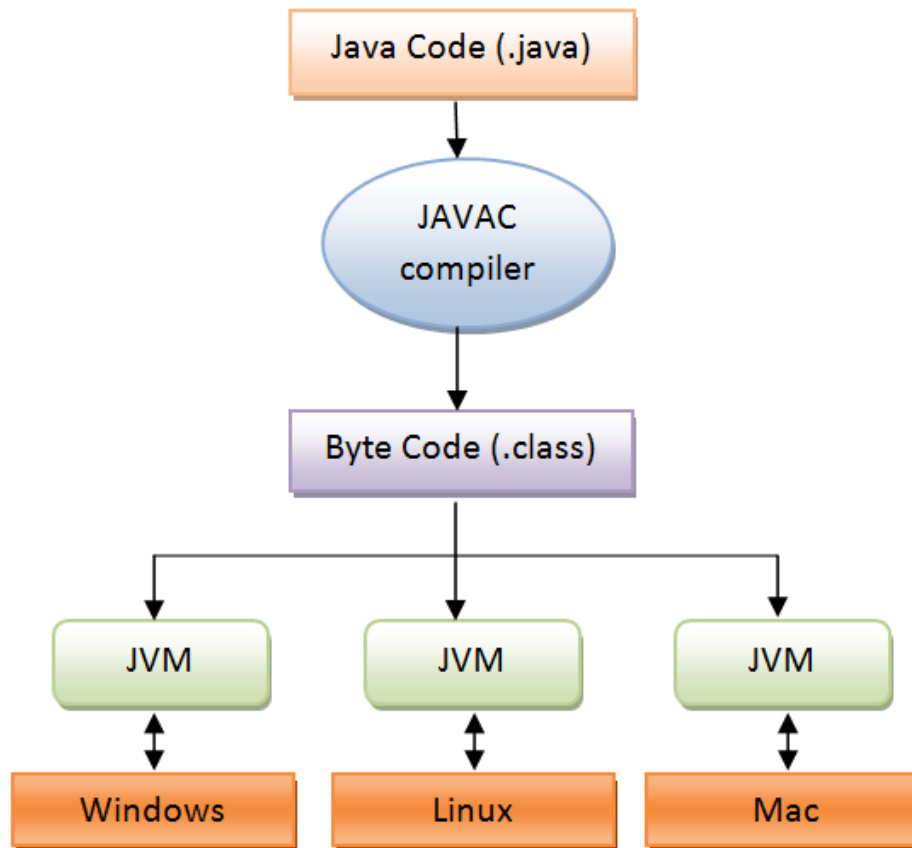 Java Code (.java)
JAVAC
compiler
Byte Code (.class)
JVM
JVM
JVM
Windows
Linux
Mac